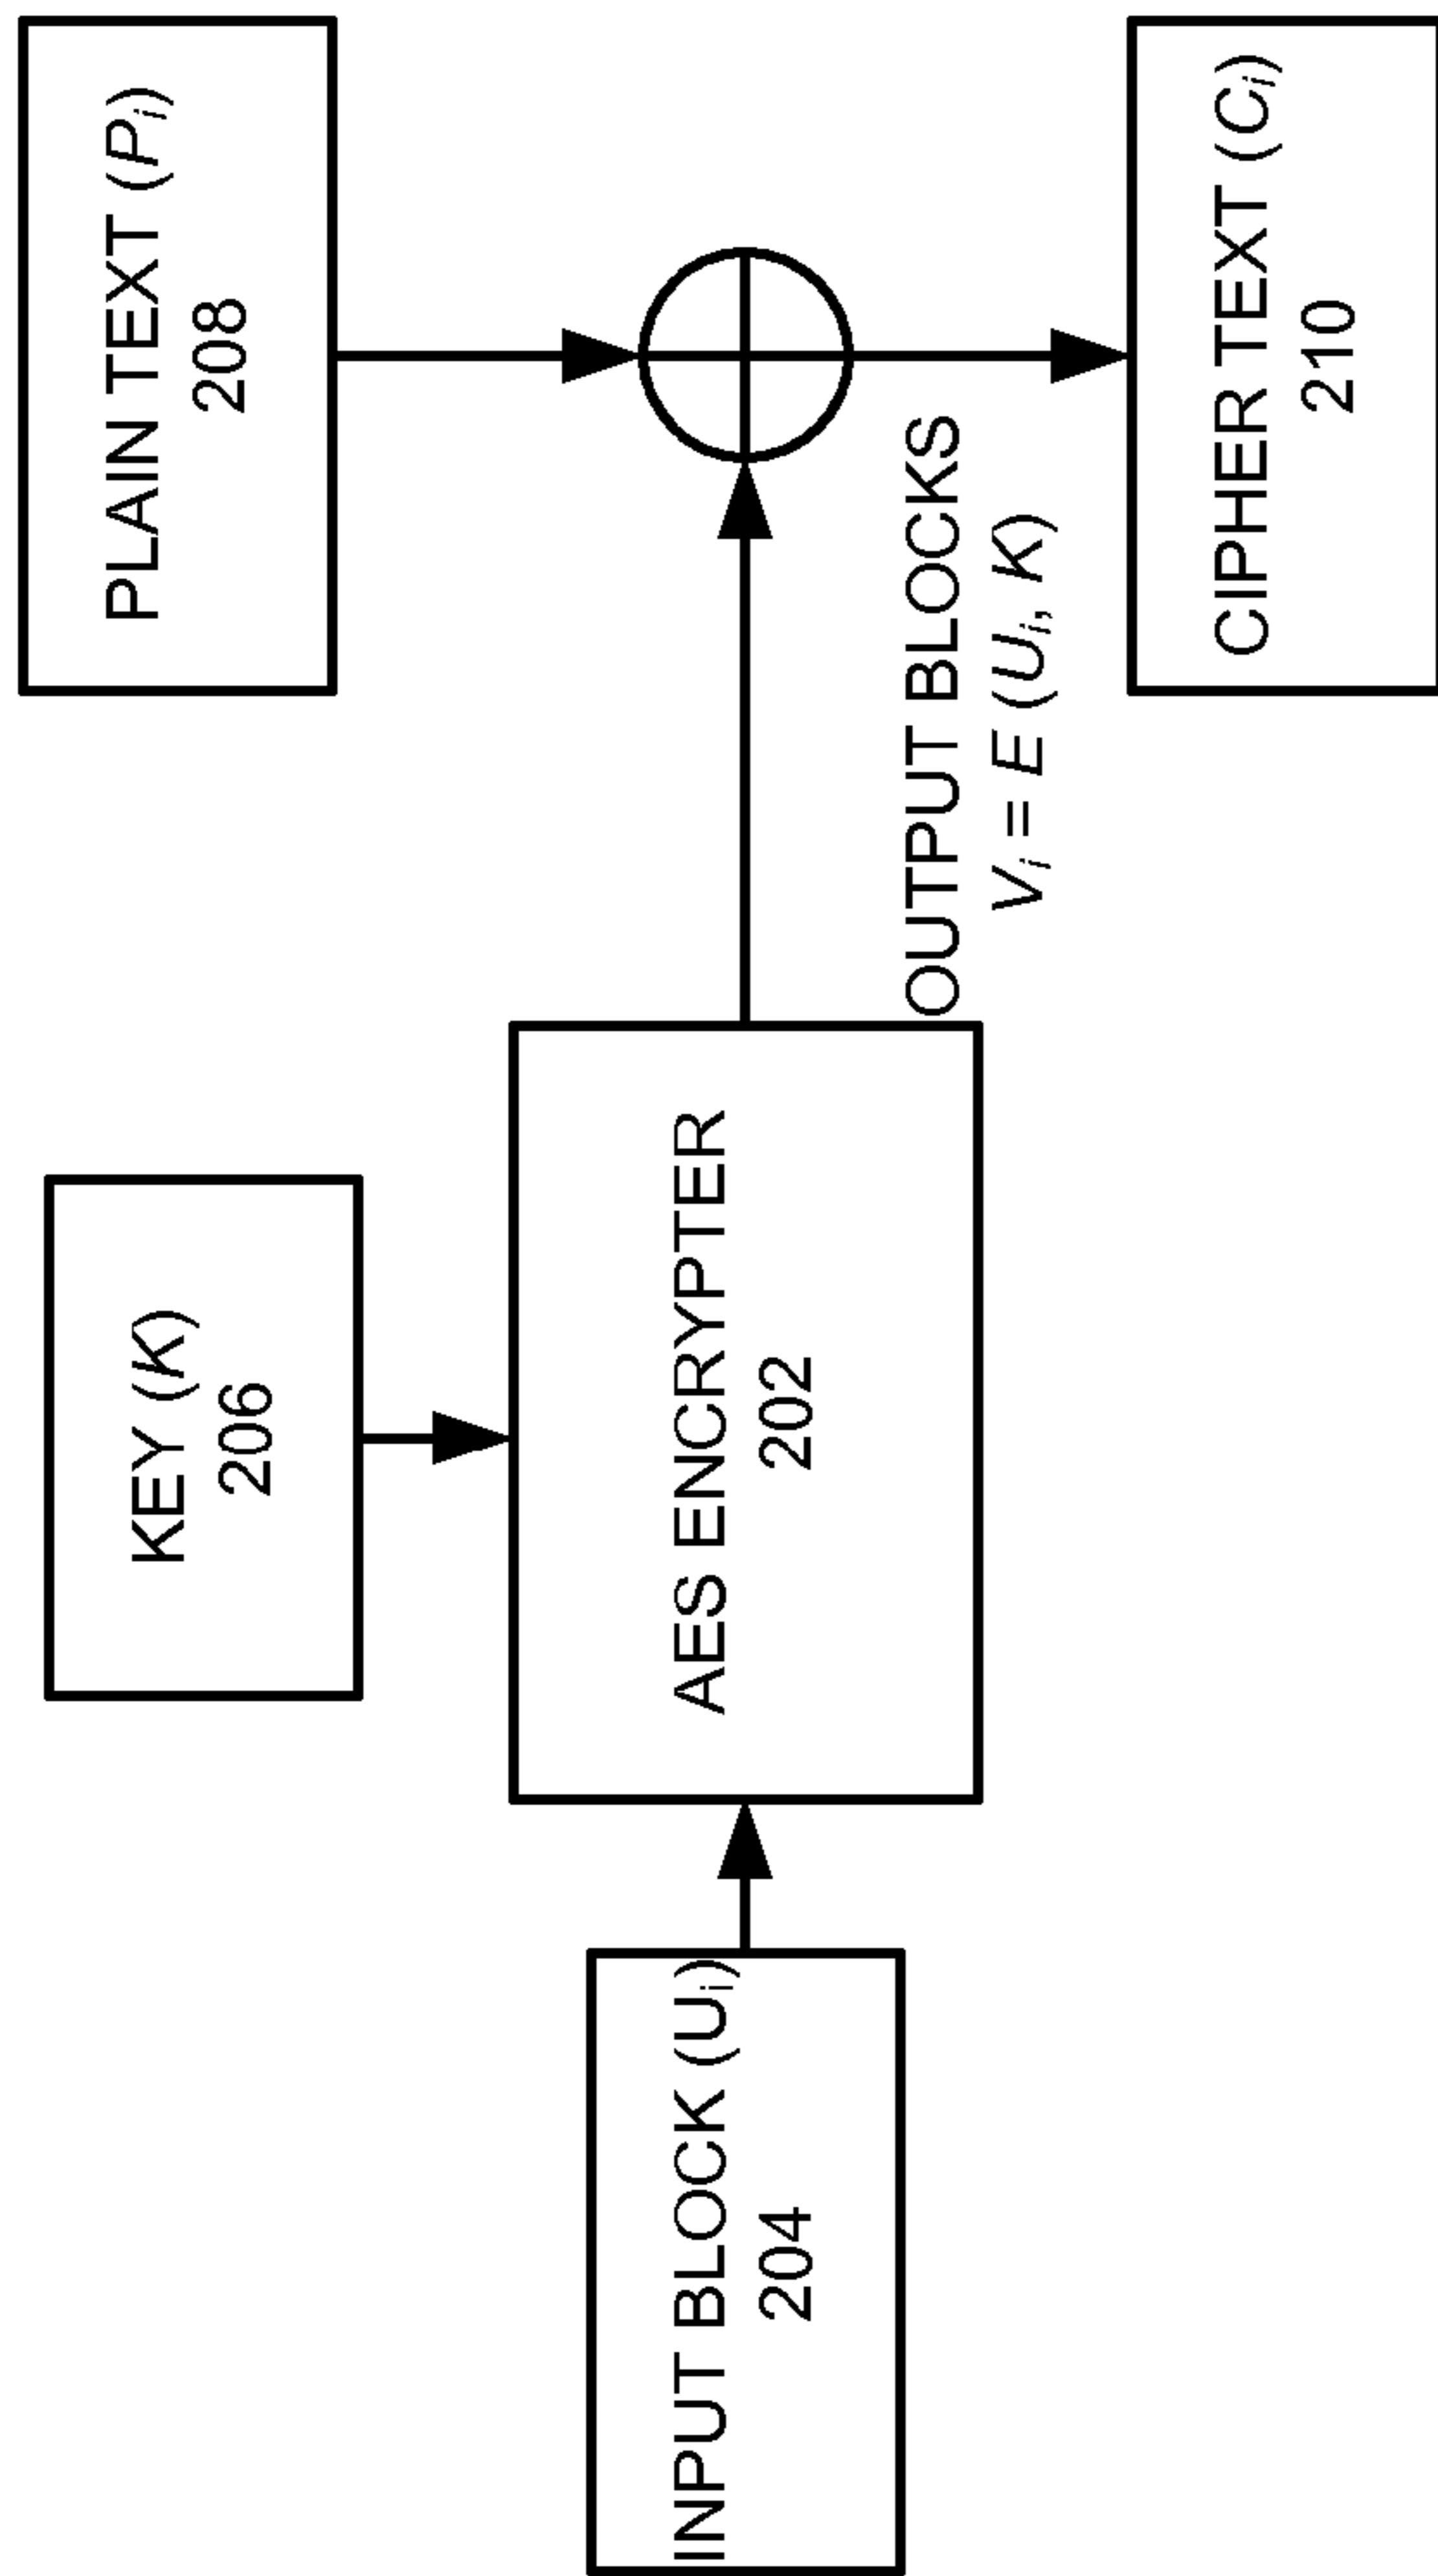 PLAIN TEXT (Pi)
208
KEY (K)
206
INPUT BLOCK (Ui)
204
AES ENCRYPTER
202
OUTPUT BLOCKS
Vi = E (Ui, K)
CIPHER TEXT (Ci)
210